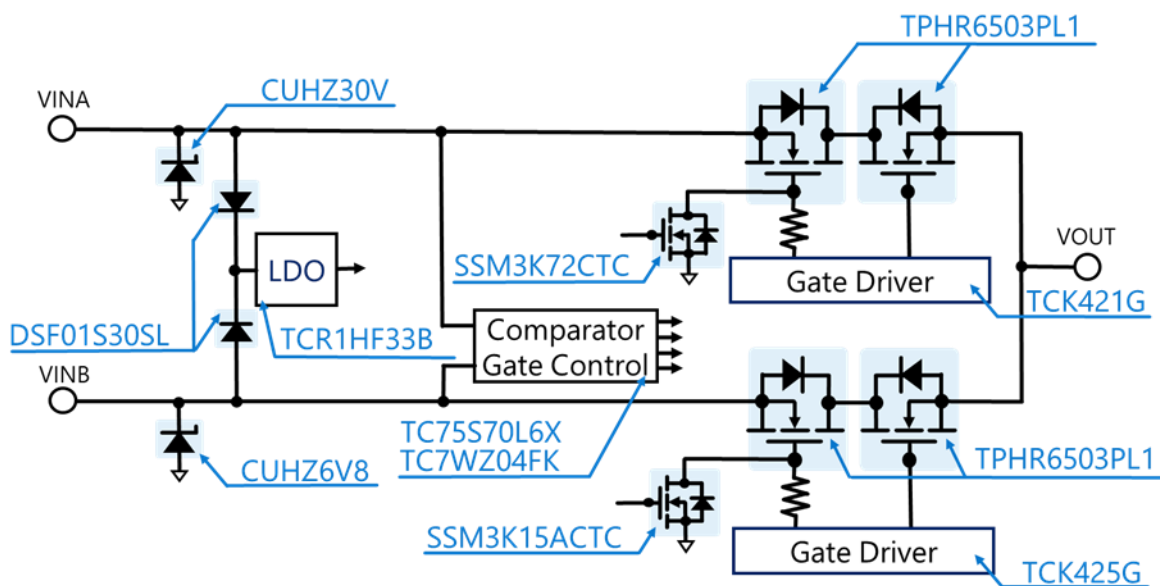 TPHR6503PL1
CUHZ30V
VINA
VOUT
LDO
SSM3K72CTC
Gate Driver
TCK421G
DSF01S30SL
TCR1HF33B
Comparator
Gate Control
VINB
TC75S70L6X
TC7WZ04FK
CUHZ6V8
TPHR6503PL1
SSM3K15ACTC
Gate Driver
TCK425G